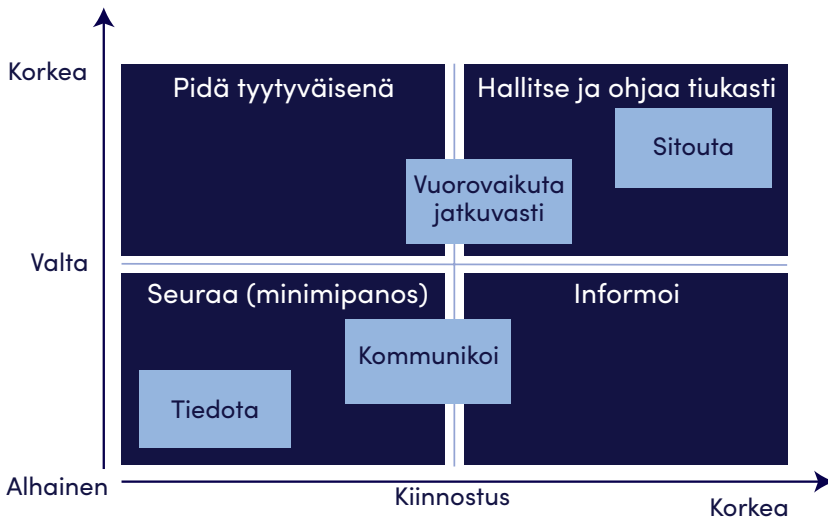 Korkea
Pidä tyytyväisenä
Hallitse ja ohjaa tiukasti
Sitouta
Vuorovaikuta
jatkuvasti
Valta
Seuraa (minimipanos)
Informoi
Kommunikoi
Tiedota
Alhainen
Kiinnostus
Korkea